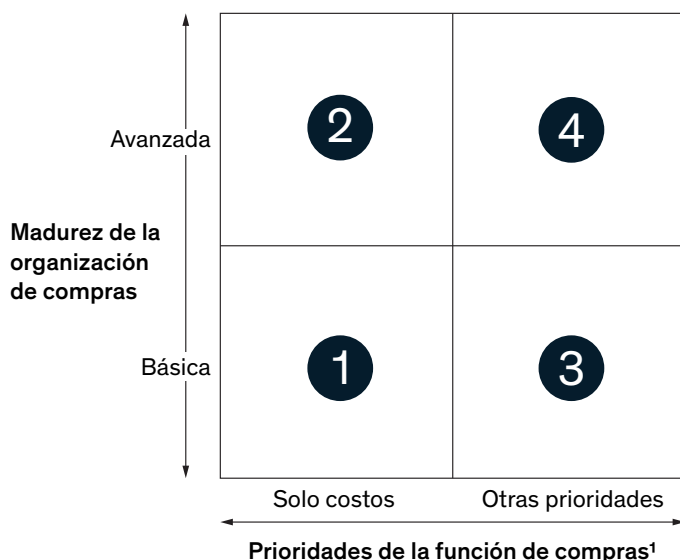 2
4
Avanzada
Madurez de la
organización
de compras
Básica
1
3
Solo costos
Otras prioridades
Prioridades de la función de compras¹